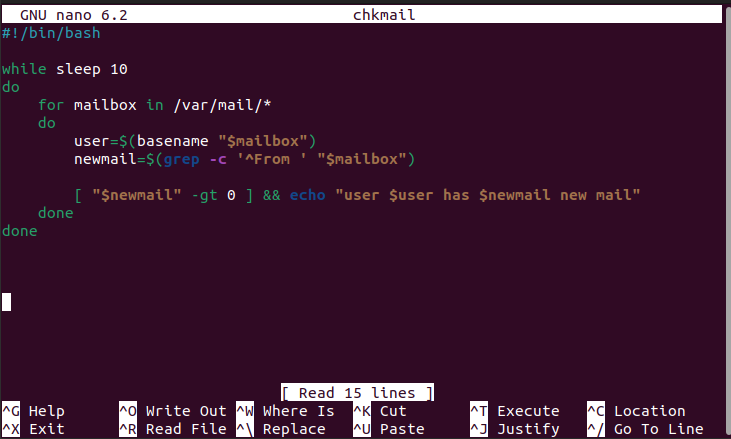 GNU nano 6.2 chkmail
#!/bin/bash
while sleep 10
do
    for mailbox in /var/mail/*
    do
        user=$(basename "$mailbox")
        newmail=$(grep -c '^From ' "$mailbox")
        [ "$newmail" -gt 0 ] && echo "user $user has $newmail new mail"
    done
done
[ Read 15 lines ]
^G Help ^O Write Out ^W Where Is ^K Cut ^T Execute ^C Location
^X Exit ^R Read File ^\ Replace ^U Paste ^J Justify ^/ Go To Line